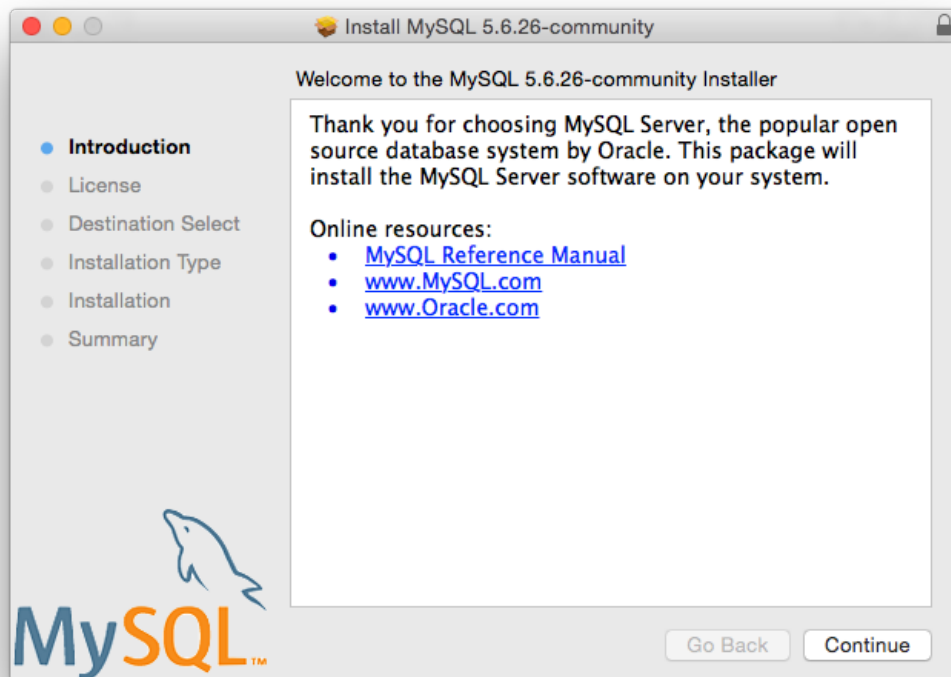 Install MySQL 5.6.26-community
Welcome to the MySQL 5.6.26-community Installer
Introduction
License
Destination Select
Installation Type
Installation
Summary
Thank you for choosing MySQL Server, the popular open
source database system by Oracle. This package will
install the MySQL Server software on your system.
Online resources:
• MySQL Reference Manual
• www.MySQL.com
• www.Oracle.com
MySQL™
Go Back
Continue